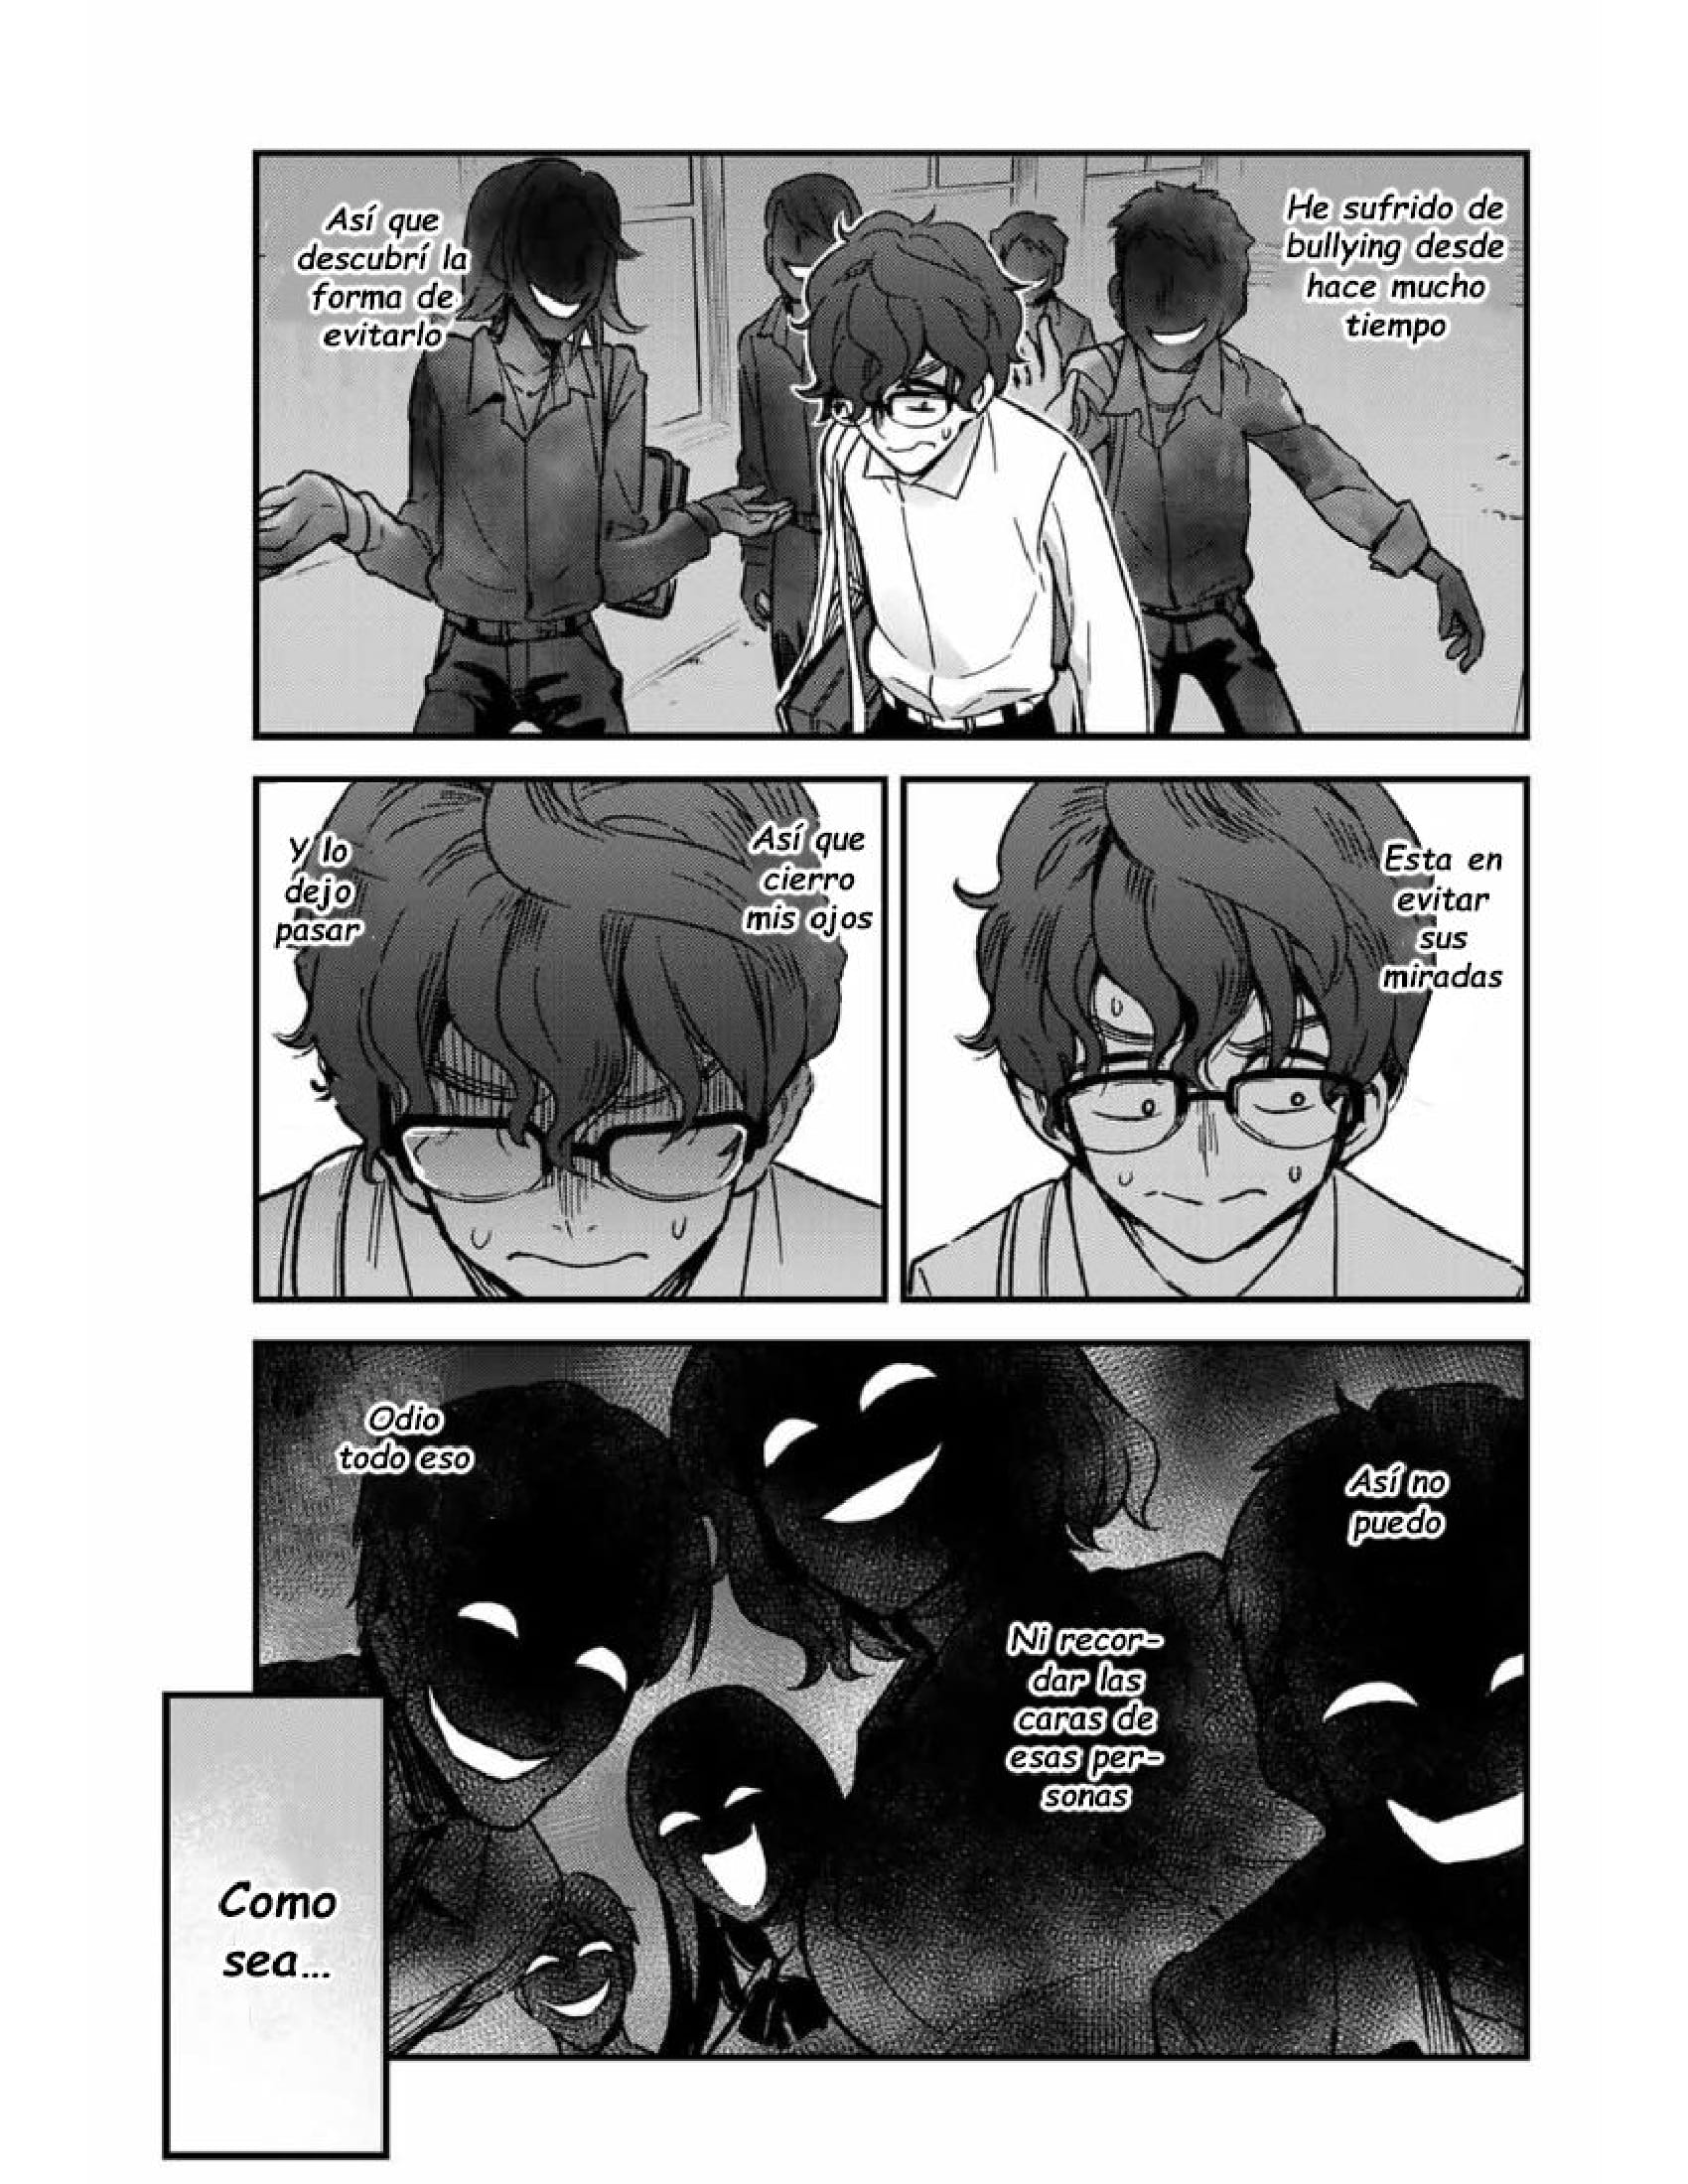 He sufrido de
bullying desde
hace mucho
tiempo
Así que
descubrí la
forma de
evitarlo
Esta en
evitar
sus
miradas
Así que
cierro
mis ojos
Y lo
dejo
pasar
Así no
puedo
Ni recor-
dar las
caras de
esas per-
sonas
Odio
todo eso
Como
sea...